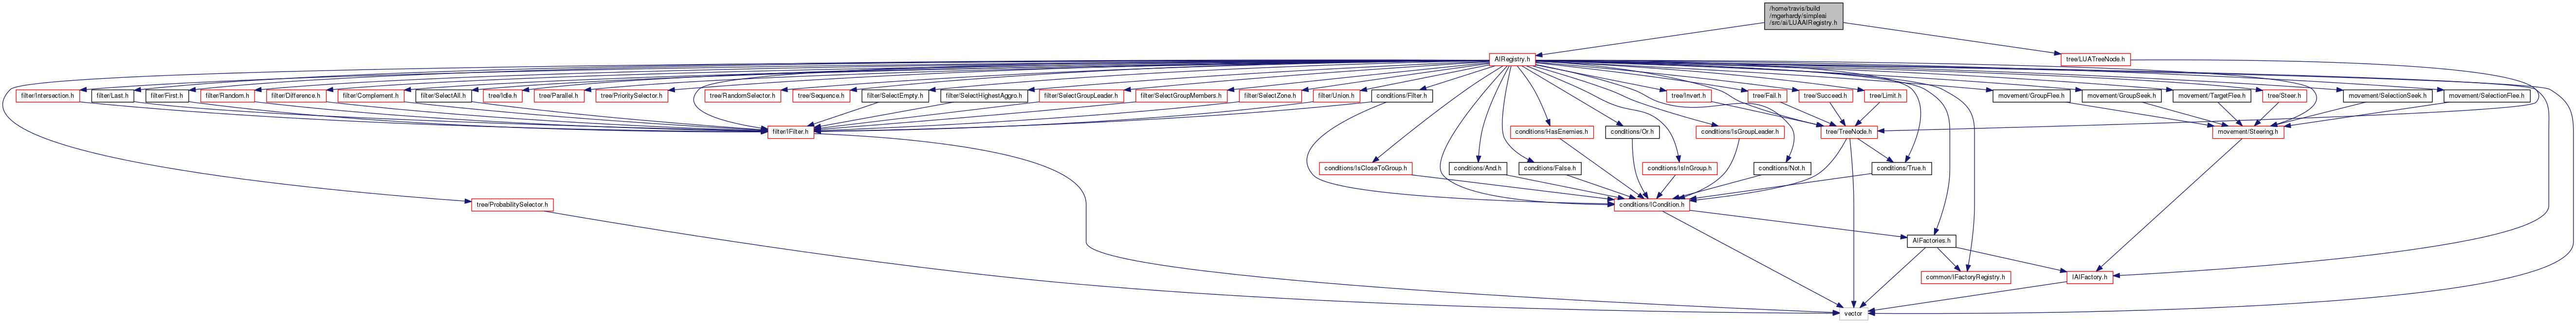 /home/travis/build
/mgerhardy/simpleai
/src/ai/LUAAIRegistry.h
AIRegistry.h
tree/LUATreeNode.h
filter/Intersection.h
filter/Last.h
filter/First.h
filter/Random.h
filter/Difference.h
filter/Complement.h
filter/SelectAll.h
tree/Idle.h
tree/Parallel.h
tree/PrioritySelector.h
tree/RandomSelector.h
tree/Sequence.h
filter/SelectEmpty.h
filter/SelectHighestAggro.h
filter/SelectGroupLeader.h
filter/SelectGroupMembers.h
filter/SelectZone.h
filter/Union.h
conditions/Filter.h
tree/Invert.h
tree/Fail.h
tree/Succeed.h
tree/Limit.h
movement/GroupFlee.h
movement/GroupSeek.h
movement/TargetFlee.h
tree/Steer.h
movement/SelectionSeek.h
movement/SelectionFlee.h
filter/IFilter.h
conditions/HasEnemies.h
conditions/Or.h
conditions/IsGroupLeader.h
tree/TreeNode.h
movement/Steering.h
conditions/IsCloseToGroup.h
conditions/And.h
conditions/False.h
conditions/IsInGroup.h
conditions/Not.h
conditions/True.h
tree/ProbabilitySelector.h
conditions/ICondition.h
AIFactories.h
common/IFactoryRegistry.h
IAIFactory.h
vector